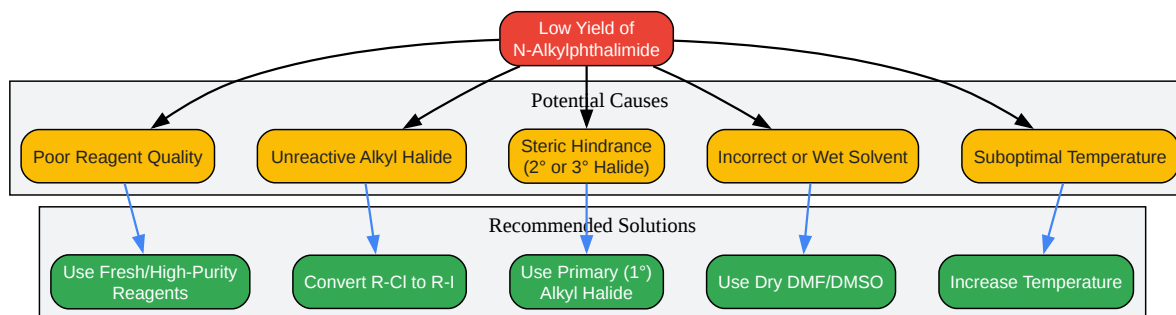 Low Yield of
N-Alkylphthalimide
Potential Causes
Poor Reagent Quality
Unreactive Alkyl Halide
Steric Hindrance
(2° or 3° Halide)
Incorrect or Wet Solvent
Suboptimal Temperature
Recommended Solutions
Use Fresh/High-Purity
Reagents
Convert R-Cl to R-I
Use Primary (1°)
Alkyl Halide
Use Dry DMF/DMSO
Increase Temperature